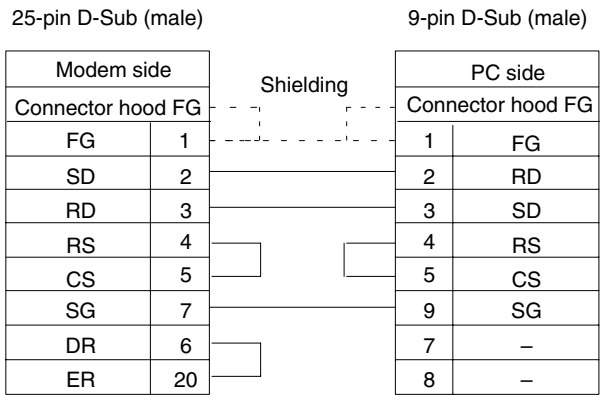 25-pin D-Sub (male) 9-pin D-Sub (male)
Modem side Shielding PC side
Connector hood FG Connector hood FG
FG 1 1 FG
SD 2 2 RD
RD 3 3 SD
RS 4 4 RS
CS 5 5 CS
SG 7 9 SG
DR 6 7 –
ER 20 8 –